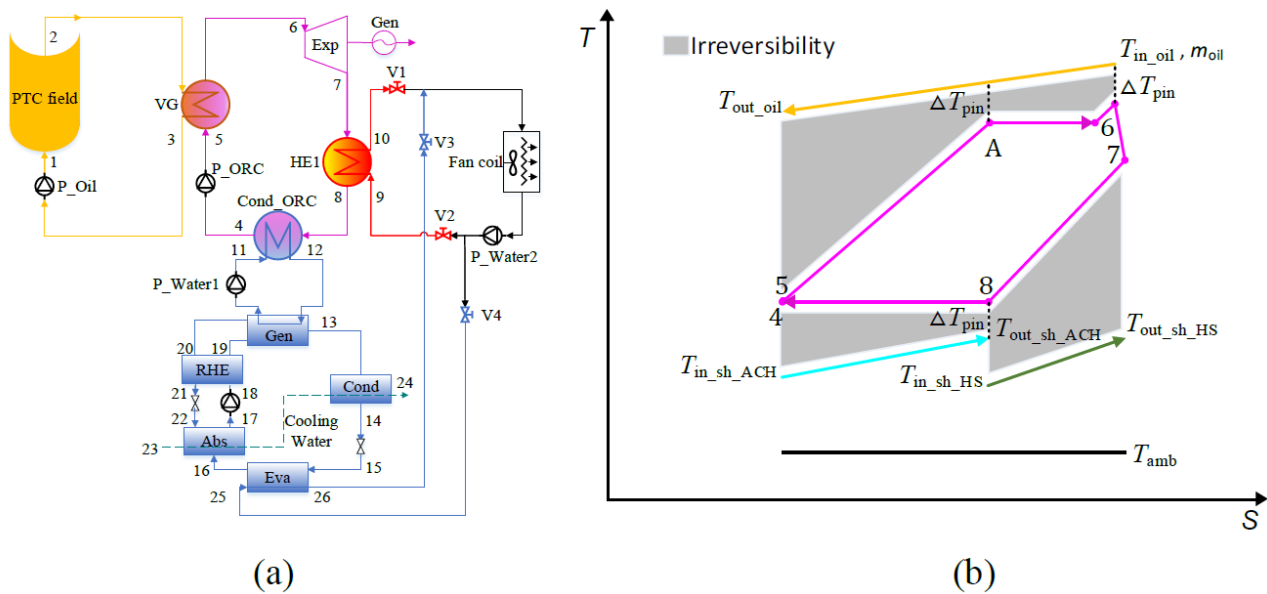 2
6
Gen
Exp
V1
PTC field
VG
7
3
5
10
V3
HE1
Fan coil
1
P_Oil
P_ORC
8
9
Cond_ORC
4
V2
11
12
P_Water2
P_Water1
V4
Gen
13
20
19
RHE
Cond
24
21
18
14
22
17
Cooling
Water
23
Abs
16
15
Eva
25
26
(a)
T
Irreversibility
T_in_oil , m_oil
T_out_oil
ΔT_pin
ΔT_pin
A
6
7
5
4
8
ΔT_pin
T_out_sh_ACH
T_out_sh_HS
T_in_sh_ACH
T_in_sh_HS
T_amb
S
(b)